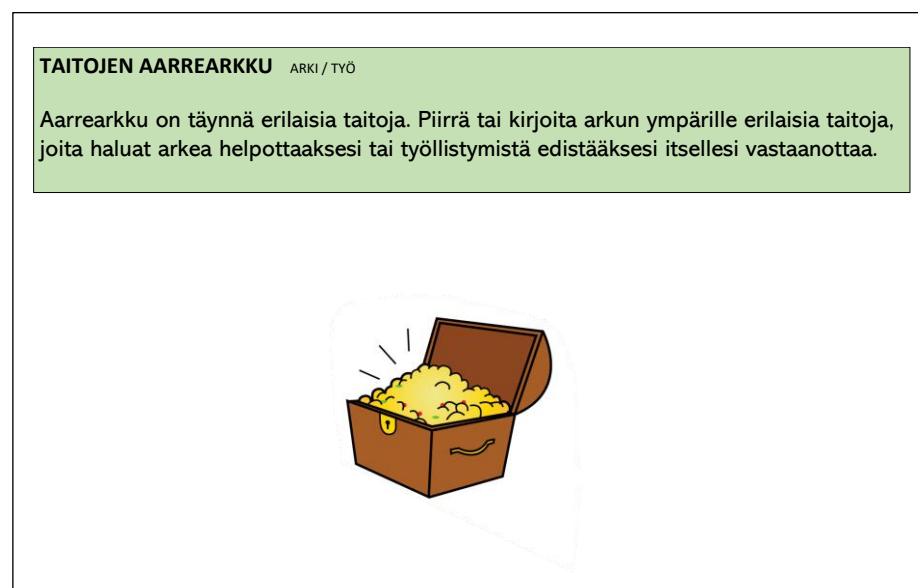 TAITOJEN AARREARKKU ARKI / TYÖ
Aarrearkku on täynnä erilaisia taitoja. Piirrä tai kirjoita arkun ympärille erilaisia taitoja,
joita haluat arkea helpottaaksesi tai työllistymistä edistääksesi itsellesi vastaanottaa.